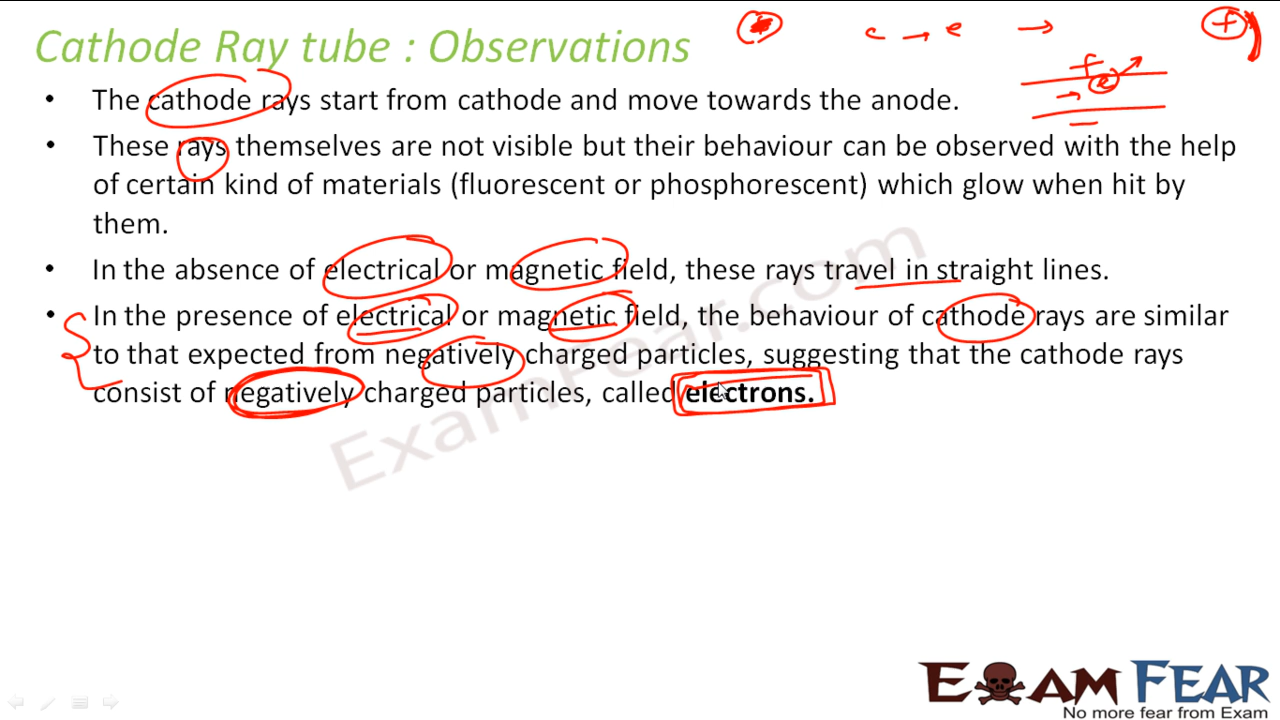 Cathode Ray tube : Observations
e → e →
+
+
e
→
−
• The cathode rays start from cathode and move towards the anode.
• These rays themselves are not visible but their behaviour can be observed with the help
of certain kind of materials (fluorescent or phosphorescent) which glow when hit by
them.
• In the absence of electrical or magnetic field, these rays travel in straight lines.
• In the presence of electrical or magnetic field, the behaviour of cathode rays are similar
to that expected from negatively charged particles, suggesting that the cathode rays
consist of negatively charged particles, called electrons.
ExamFear.com
EXAM FEAR
No more fear from Exam